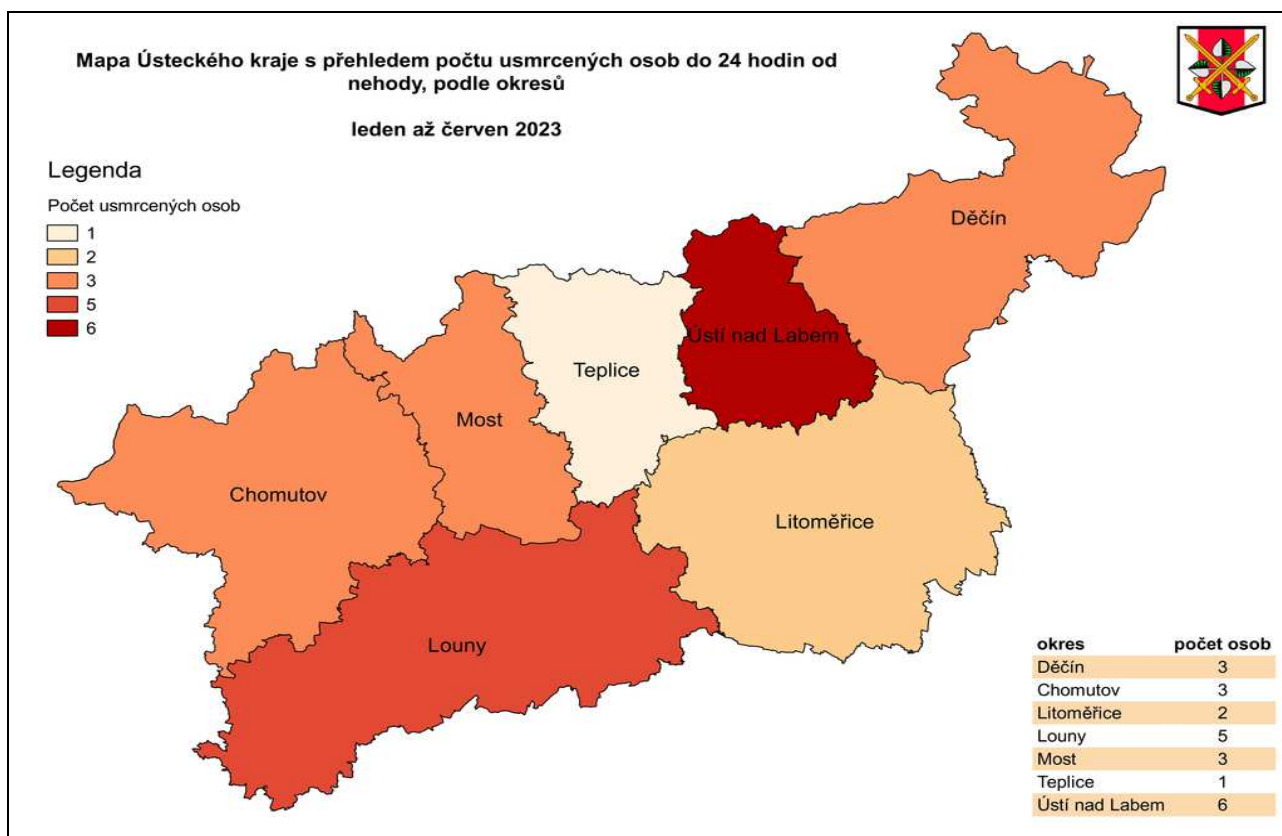 Mapa Ústeckého kraje s přehledem počtu usmrcených osob do 24 hodin od
nehody, podle okresů
leden až červen 2023
Legenda
Počet usmrcených osob
1
2
3
5
6
Děčín
Ústí nad Labem
Teplice
Most
Chomutov
Litoměřice
Louny
okres počet osob
Děčín 3
Chomutov 3
Litoměřice 2
Louny 5
Most 3
Teplice 1
Ústí nad Labem 6